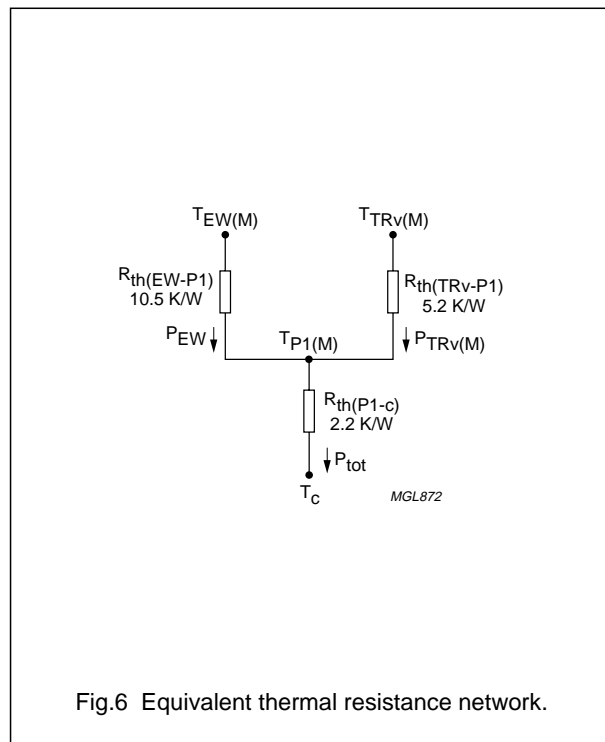 T_EW(M) T_TRv(M)
R_th(EW-P1) R_th(TRv-P1)
10.5 K/W 5.2 K/W
P_EW T_P1(M) P_TRv(M)
R_th(P1-c)
2.2 K/W
P_tot
T_c MGL872
Fig.6 Equivalent thermal resistance network.